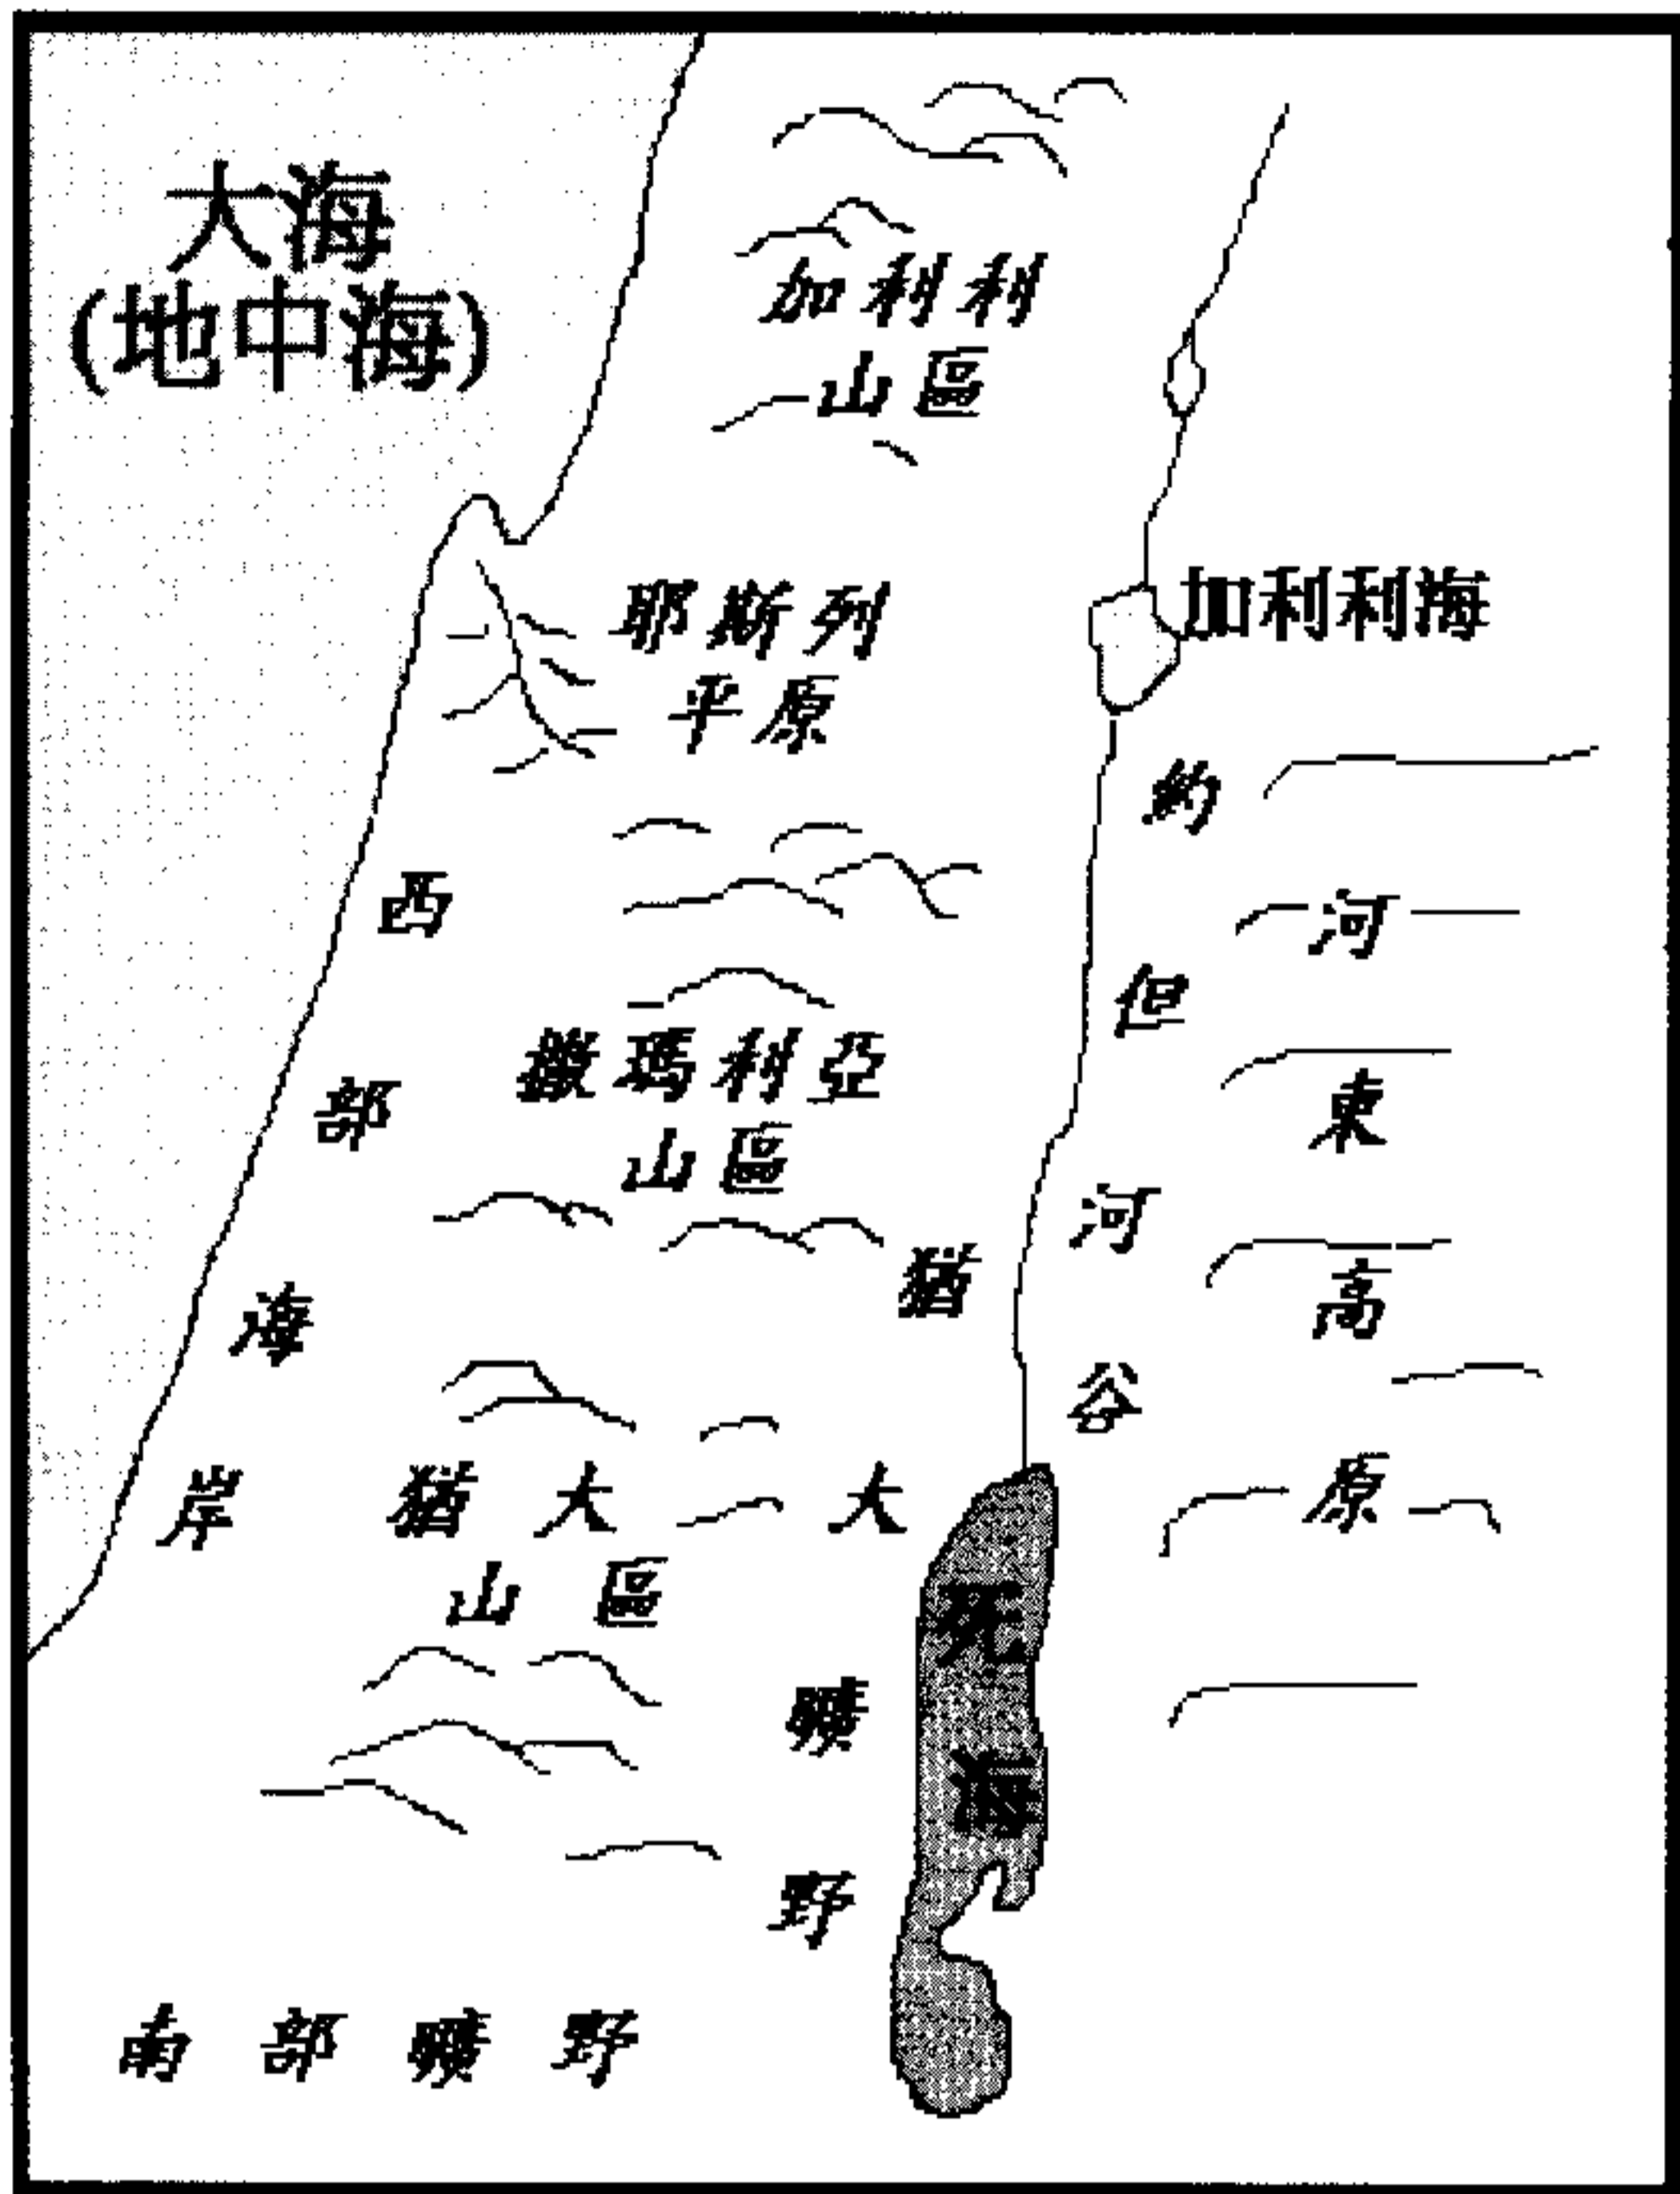 大海
(地中海)
加利利
山區
加利利海
耶斯列
平原
西部海岸
撒瑪利亞
山區
約但河谷
河東高原
猶大
山區
猶大曠野
死海
南部曠野